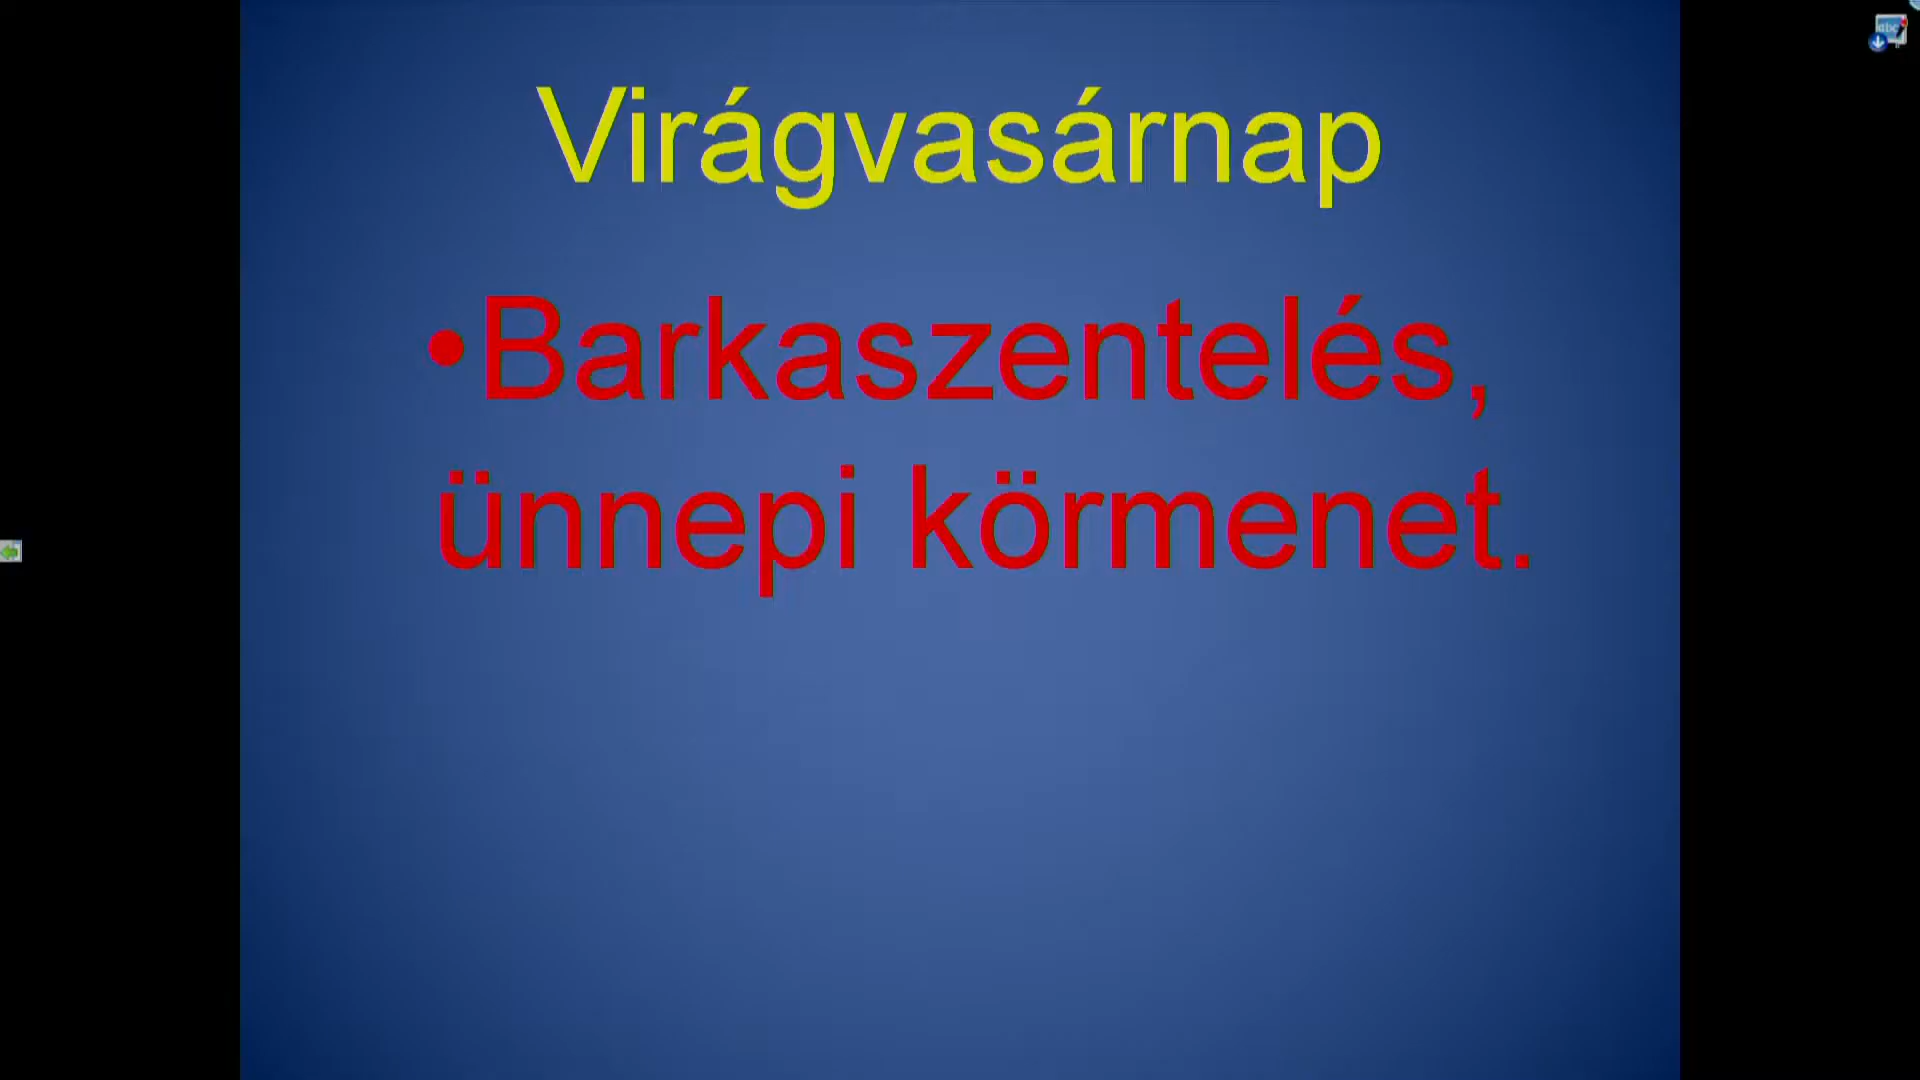 Virágvasárnap
•Barkaszentelés,
ünnepi körmenet.